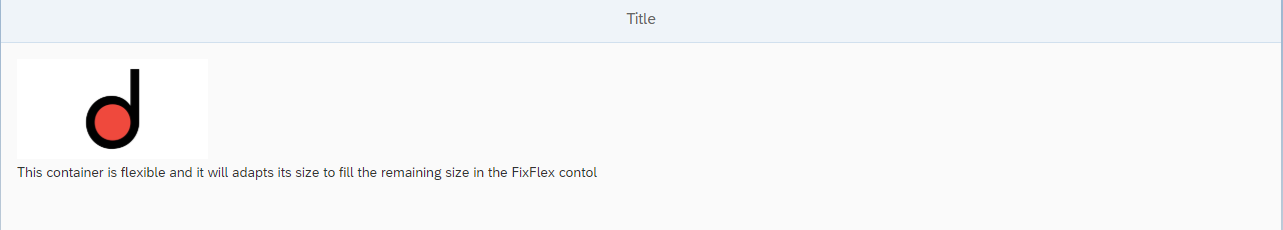 Title
This container is flexible and it will adapts its size to fill the remaining size in the FixFlex contol